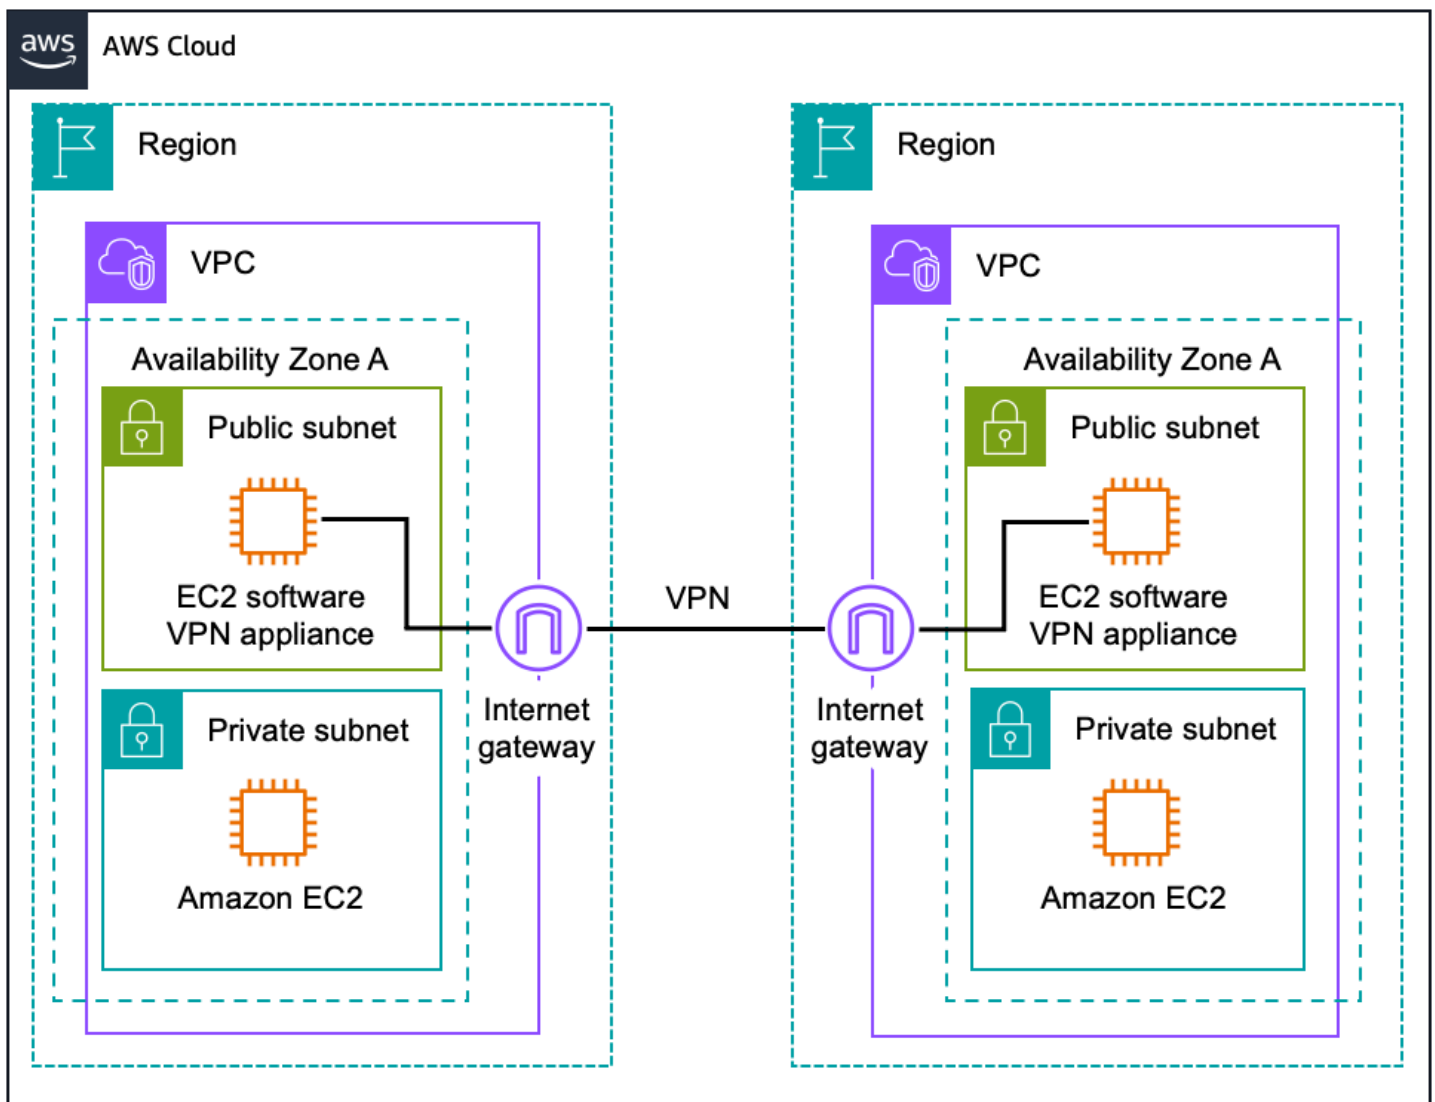 aws
AWS Cloud
Region
VPC
Availability Zone A
Public subnet
EC2 software
VPN appliance
Internet
gateway
Private subnet
Amazon EC2
VPN
Region
VPC
Availability Zone A
Public subnet
EC2 software
VPN appliance
Internet
gateway
Private subnet
Amazon EC2